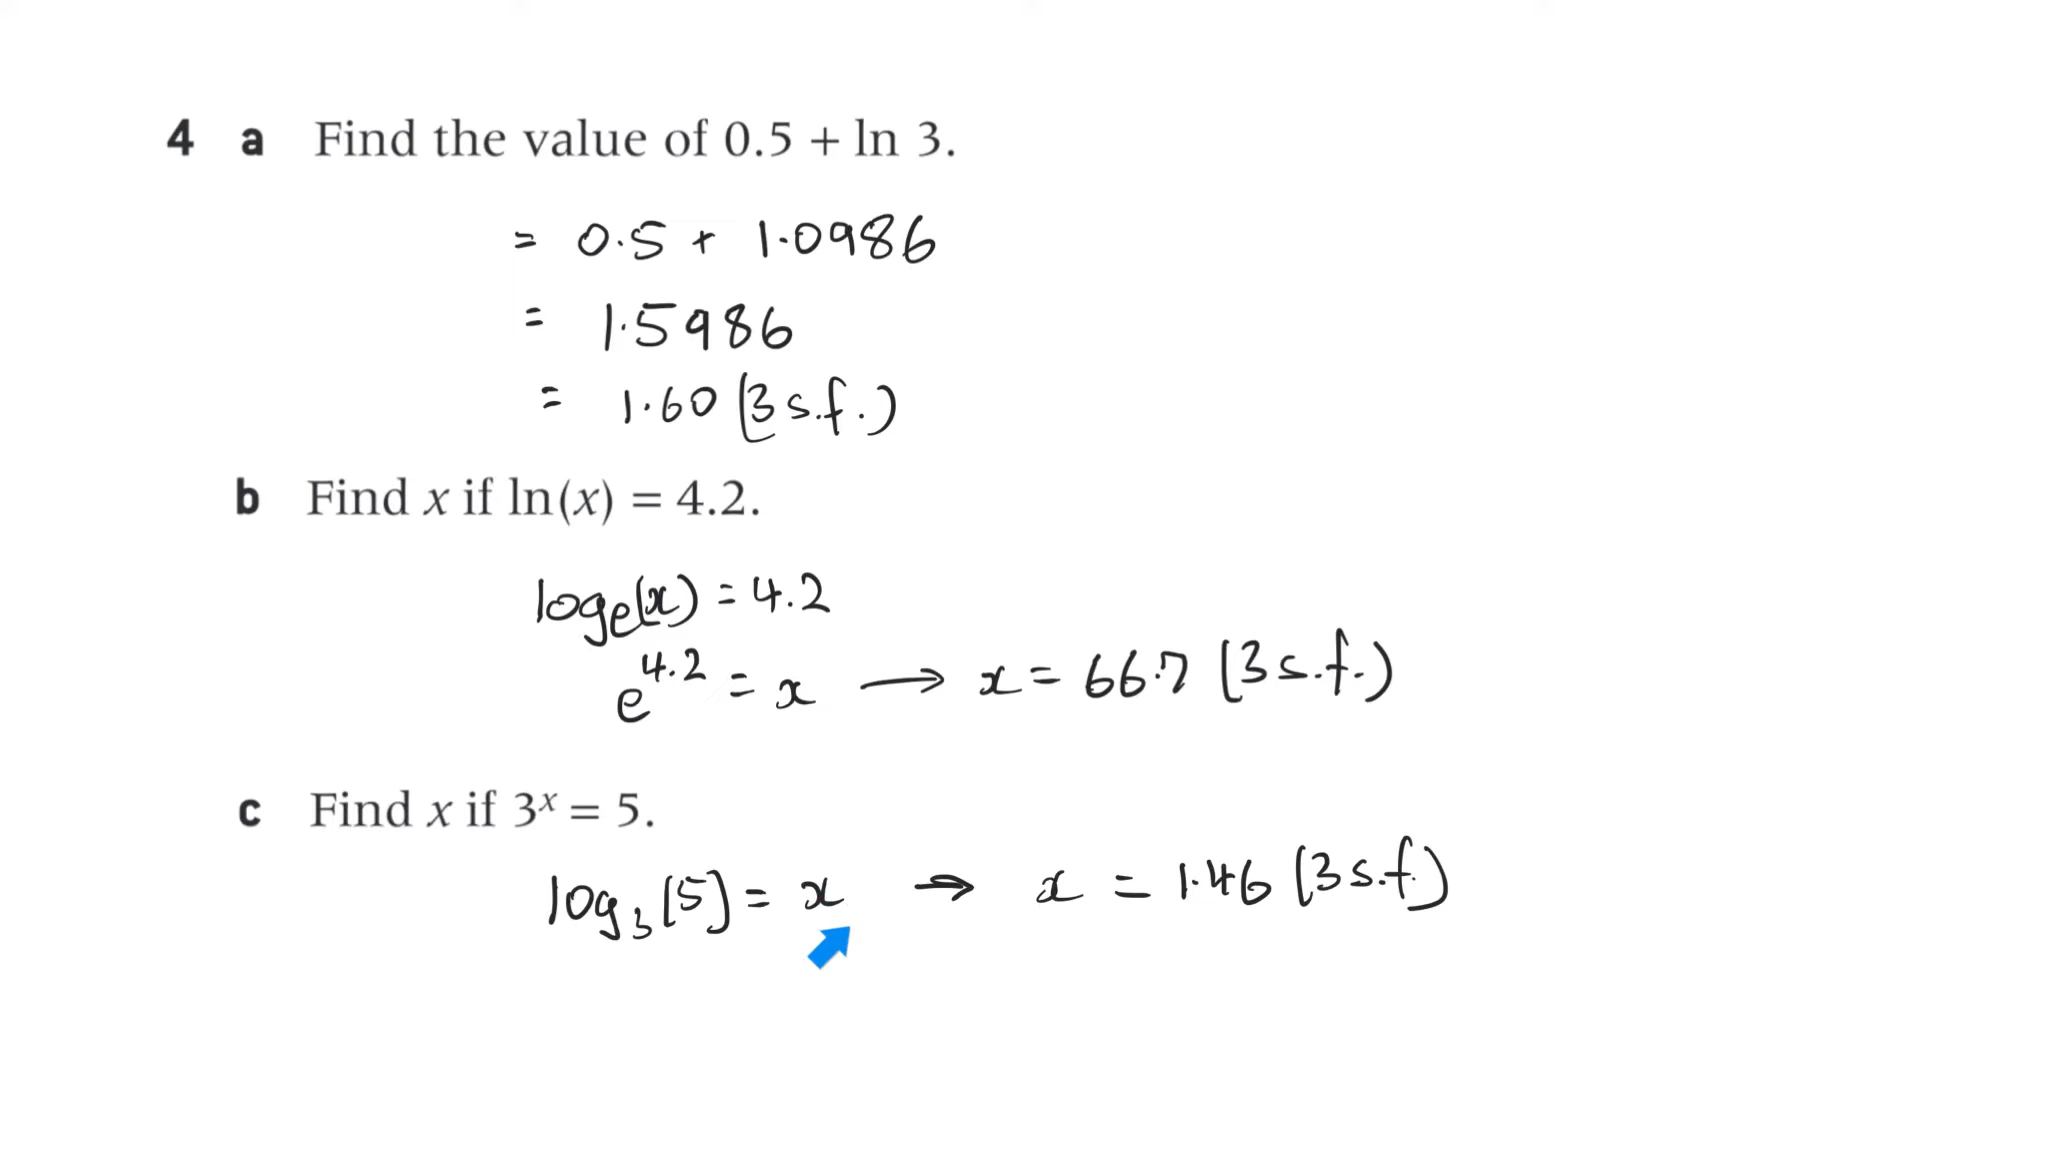 4 a Find the value of 0.5 + ln 3.
= 0.5 + 1.0986
= 1.5986
= 1.60 (3 s.f.)
b Find x if ln(x) = 4.2.
logₑ(x) = 4.2
e^4.2 = x → x = 66.7 (3 s.f.)
c Find x if 3ˣ = 5.
log₃(5) = x → x = 1.46 (3 s.f.)